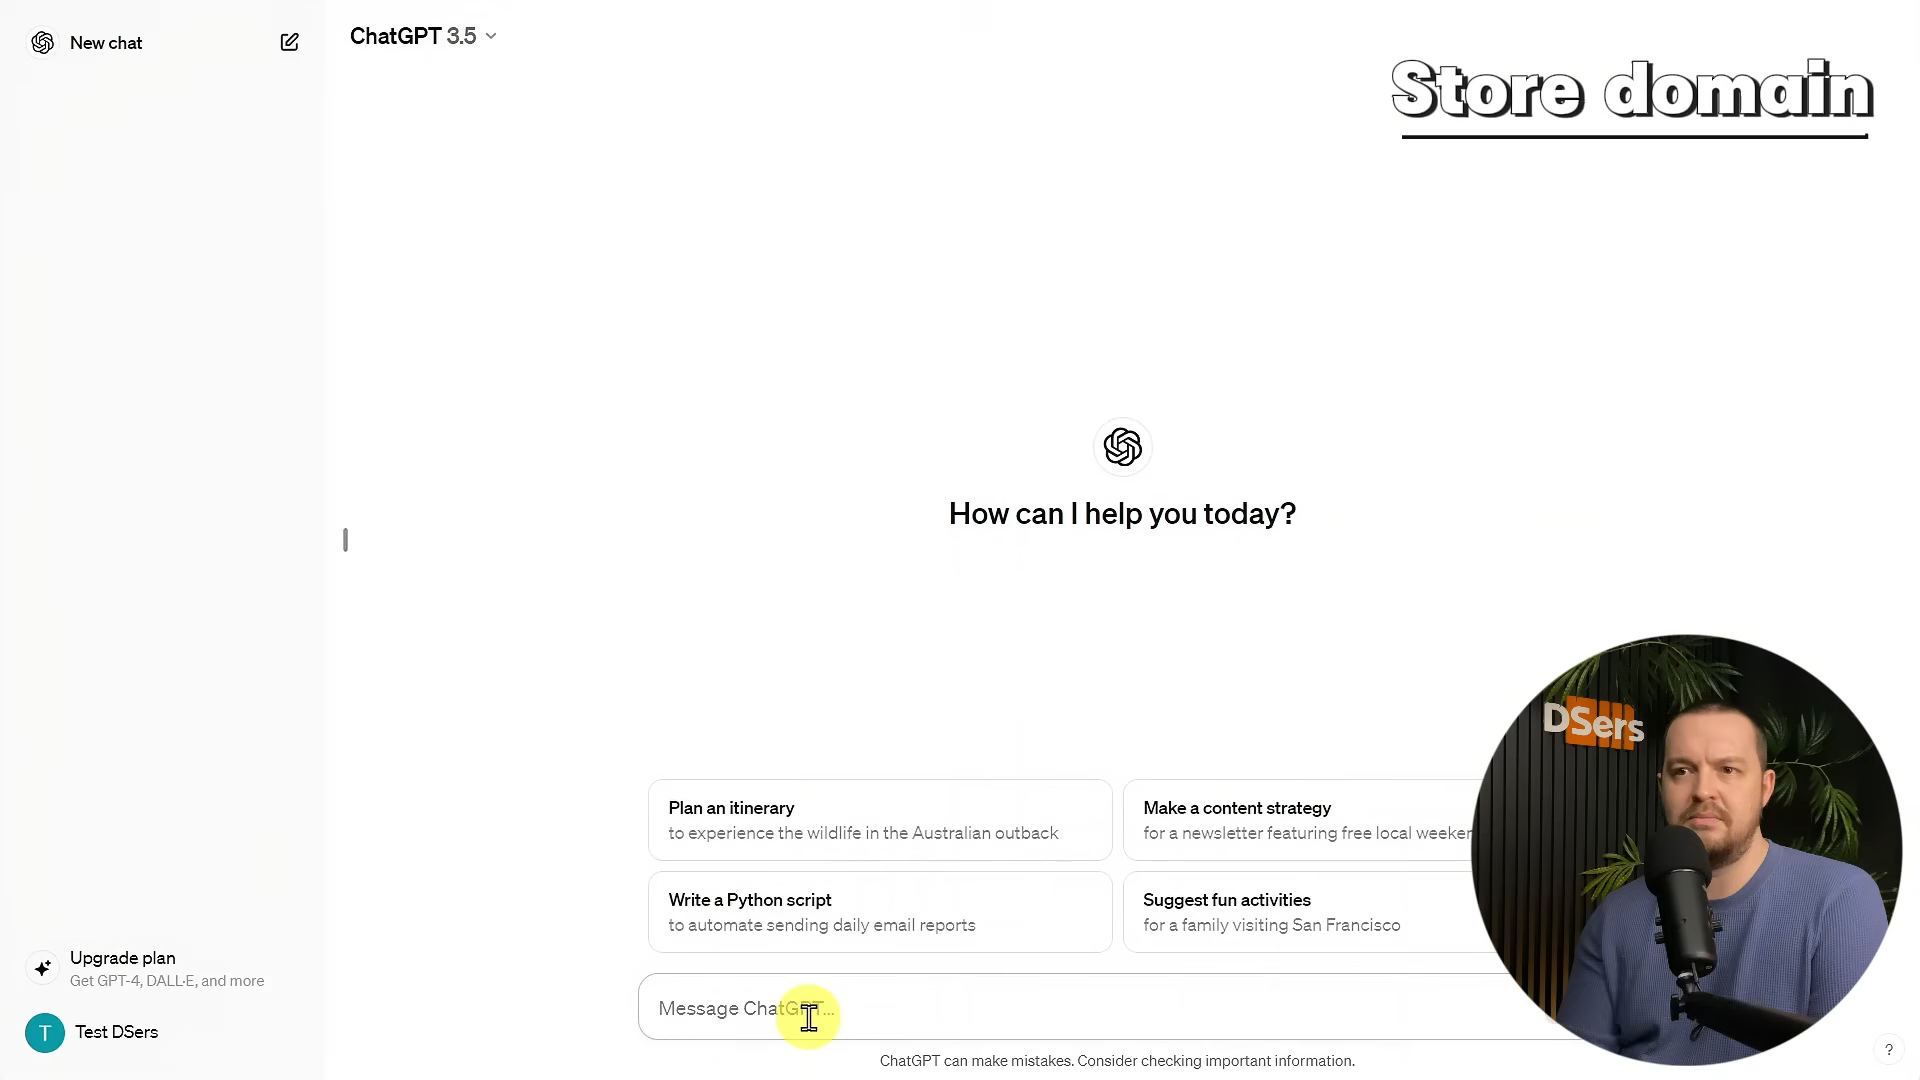 New chat
ChatGPT 3.5
Store domain
How can I help you today?
Plan an itinerary
to experience the wildlife in the Australian outback
Make a content strategy
for a newsletter featuring free local
Write a Python script
to automate sending daily email reports
Suggest fun activities
for a family visiting San Francisco
DSers
Upgrade plan
Get GPT-4, DALL·E, and more
T
Test DSers
Message ChatGPT...
ChatGPT can make mistakes. Consider checking important information.
?